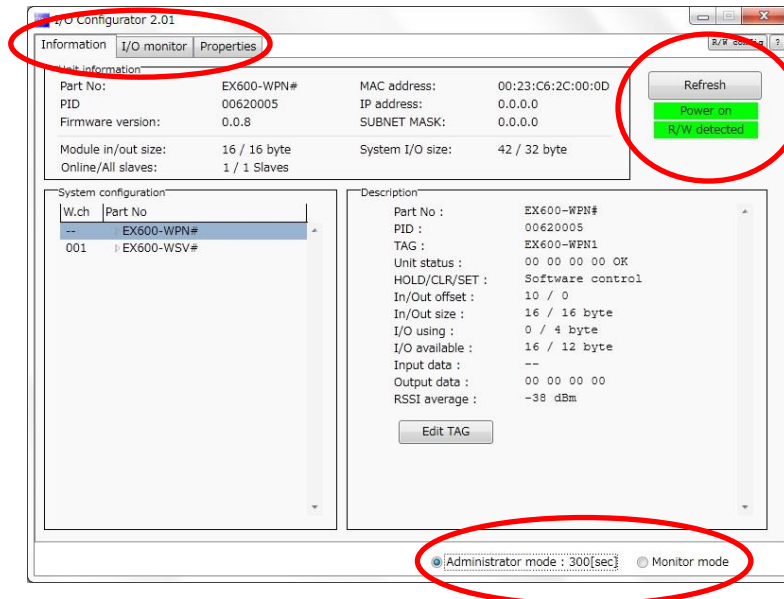 I/O Configurator 2.01
Information I/O monitor Properties
R/W config ?
Unit information
Part No: EX600-WPN# MAC address: 00:23:C6:2C:00:0D
PID 00620005 IP address: 0.0.0.0
Firmware version: 0.0.8 SUBNET MASK: 0.0.0.0
Module in/out size: 16 / 16 byte System I/O size: 42 / 32 byte
Online/All slaves: 1 / 1 Slaves
Refresh
Power on
R/W detected
System configuration
W.ch Part No
-- EX600-WPN#
001 EX600-WSV#
Description
Part No : EX600-WPN#
PID : 00620005
TAG : EX600-WPN1
Unit status : 00 00 00 00 OK
HOLD/CLR/SET : Software control
In/Out offset : 10 / 0
In/Out size : 16 / 16 byte
I/O using : 0 / 4 byte
I/O available : 16 / 12 byte
Input data : --
Output data : 00 00 00 00
RSSI average : -38 dBm
Edit TAG
Administrator mode : 300[sec] Monitor mode